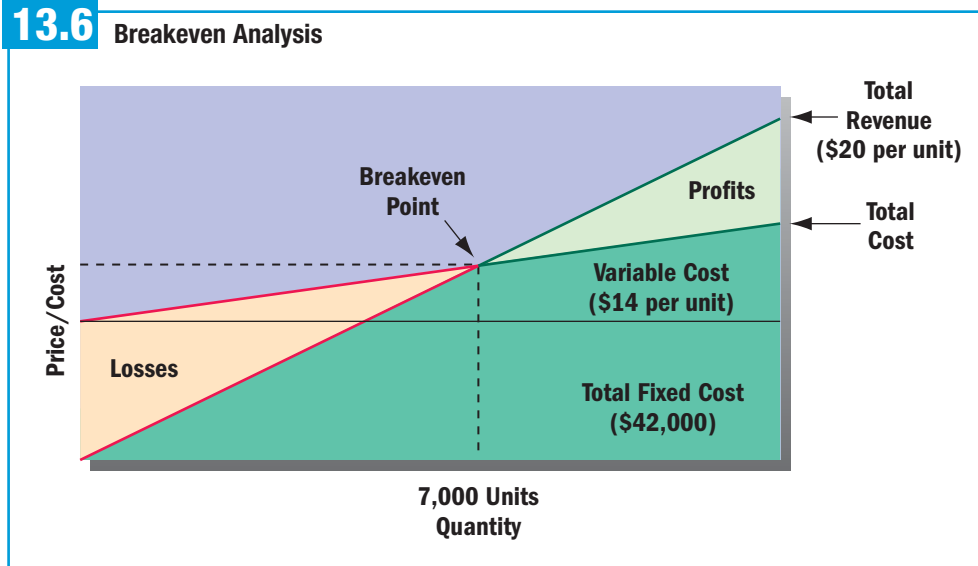 13.6
Breakeven Analysis
Total
Revenue
($20 per unit)
Breakeven
Point
Profits
Total
Cost
Variable Cost
($14 per unit)
Price/Cost
Losses
Total Fixed Cost
($42,000)
7,000 Units
Quantity